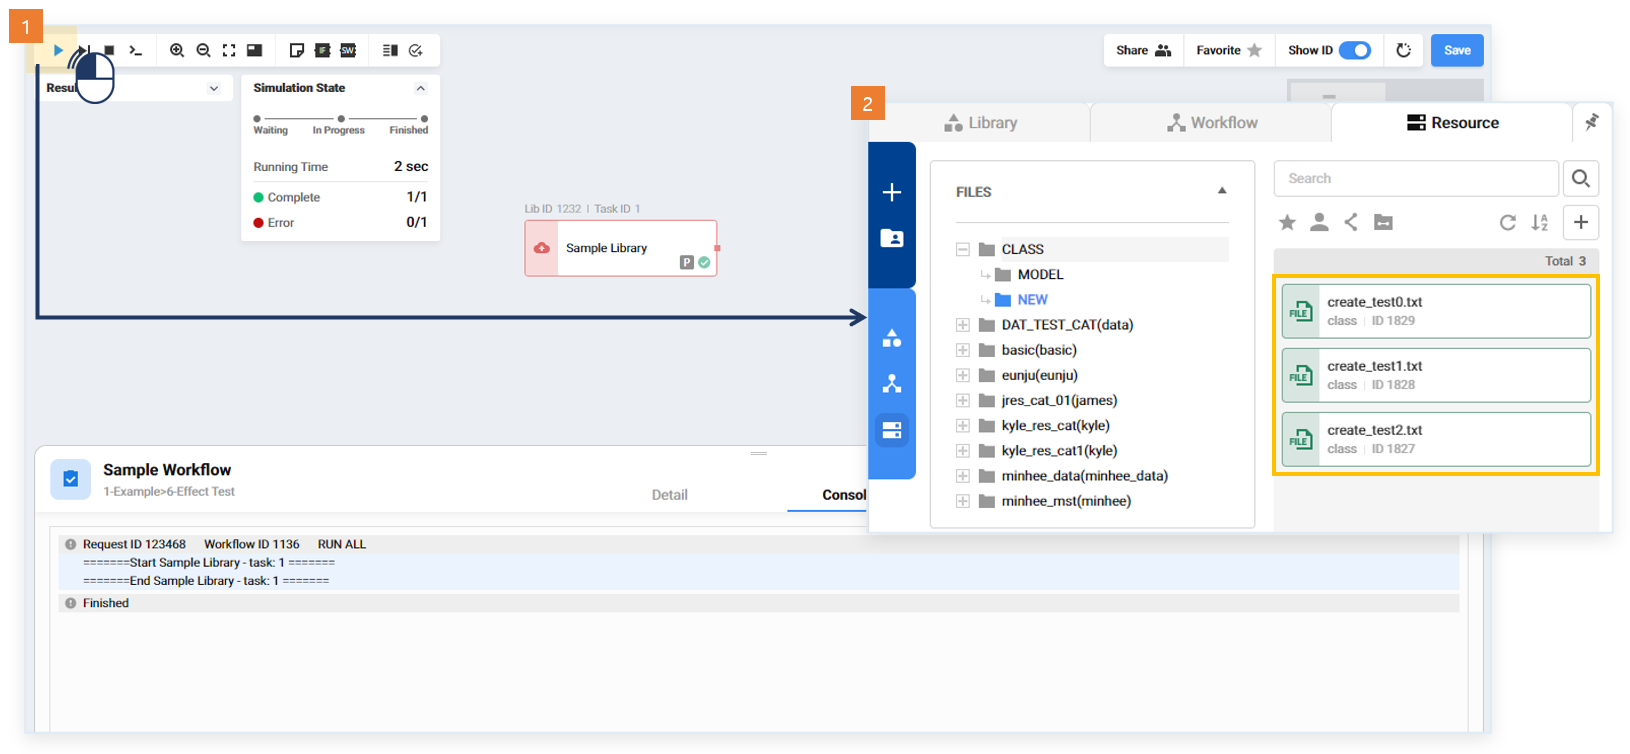 1
IF
SW
Share
Favorite
Show ID
Save
Simulation State
Waiting
In Progress
Finished
Running Time
2 sec
Complete
1/1
Error
0/1
Lib ID 1232 | Task ID 1
Sample Library
P
2
Library
Workflow
Resource
FILES
CLASS
MODEL
NEW
DAT_TEST_CAT(data)
basic(basic)
eunju(eunju)
jres_cat_01(james)
kyle_res_cat(kyle)
kyle_res_cat1(kyle)
minhee_data(minhee_data)
minhee_mst(minhee)
Search
Total 3
FILE
create_test0.txt
class | ID 1829
FILE
create_test1.txt
class | ID 1828
FILE
create_test2.txt
class | ID 1827
Sample Workflow
1-Example>6-Effect Test
Detail
Consol
Request ID 123468 Workflow ID 1136 RUN ALL
=======Start Sample Library - task: 1 =======
=======End Sample Library - task: 1 =======
Finished